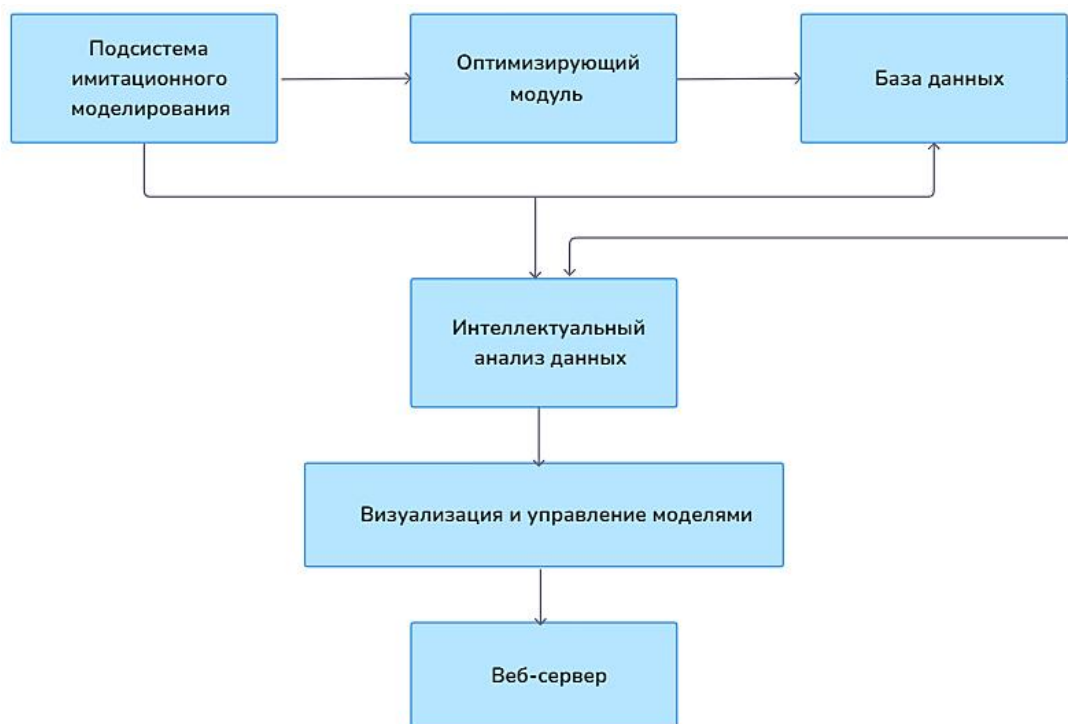 Подсистема
имитационного
моделирования
Оптимизирующий
модуль
База данных
Интеллектуальный
анализ данных
Визуализация и управление моделями
Веб-сервер